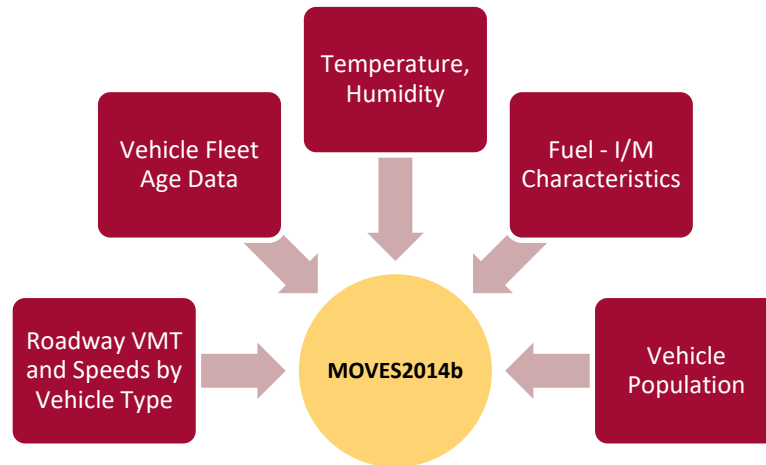 Temperature,
Humidity
Vehicle Fleet
Age Data
Fuel - I/M
Characteristics
Roadway VMT
and Speeds by
Vehicle Type
MOVES2014b
Vehicle
Population